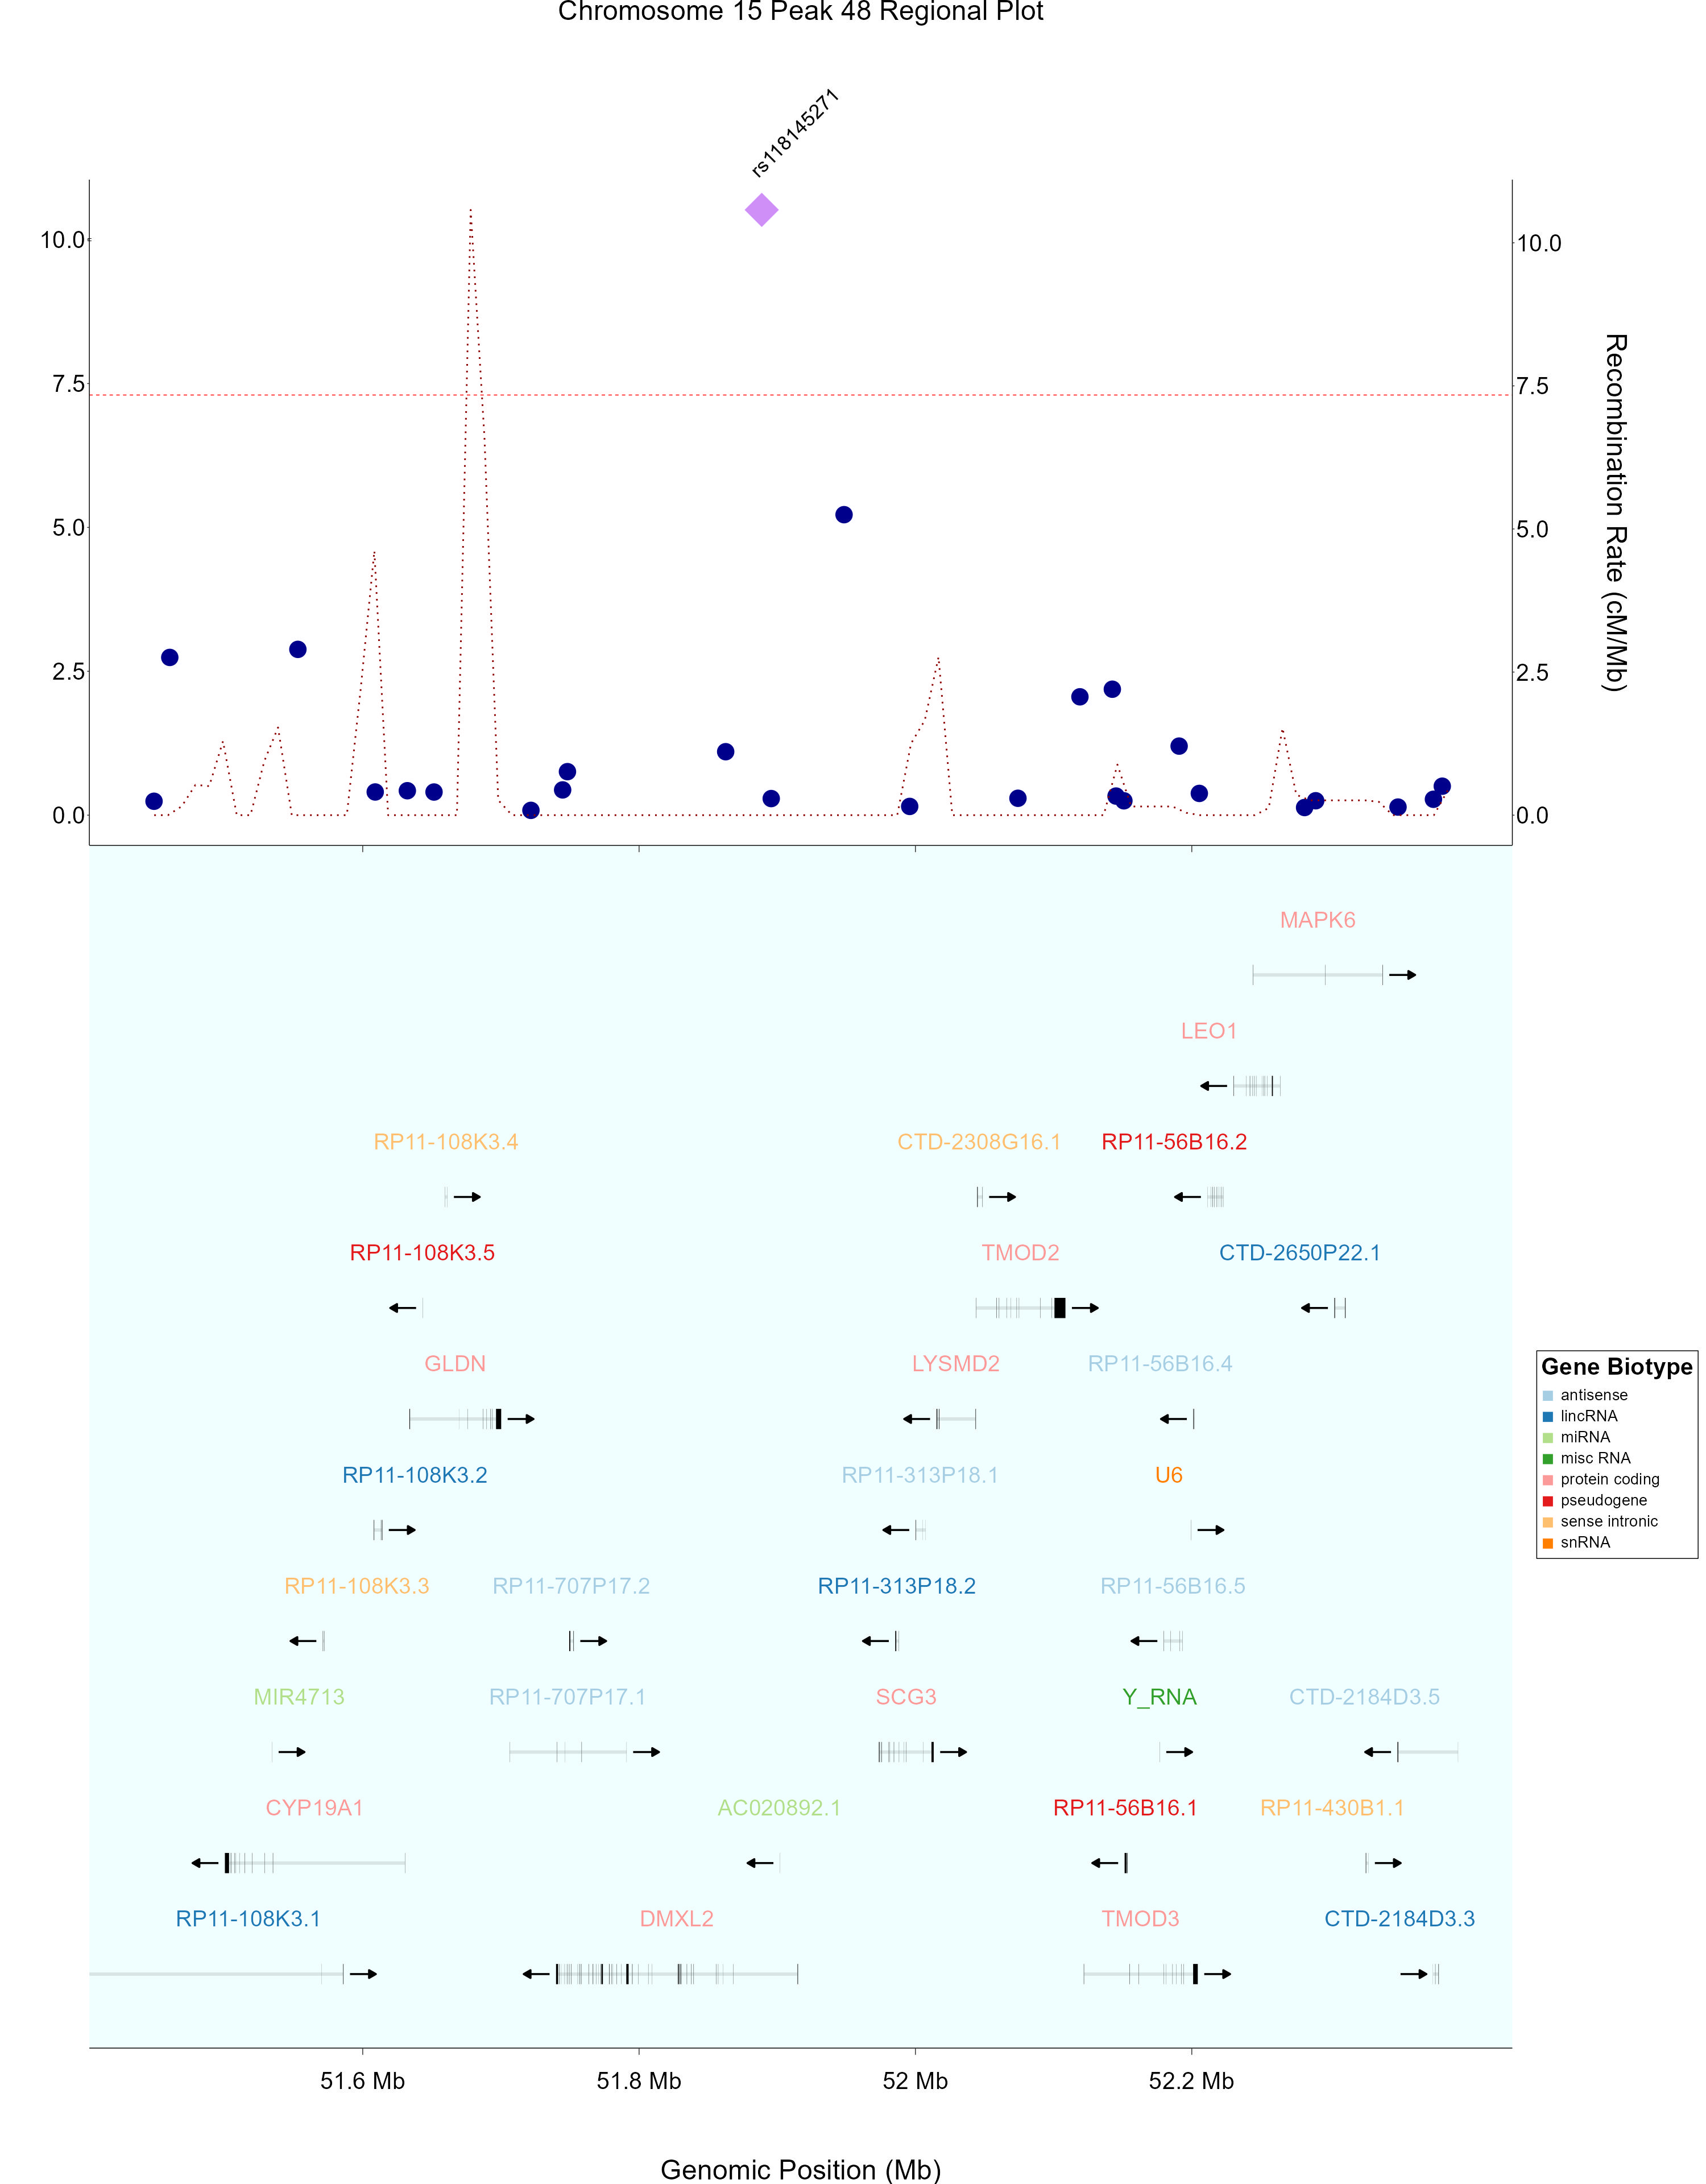 Chromosome 15 Peak 48 Regional Plot
rs118145271
10.0
7.5
5.0
2.5
0.0
10.0
7.5
5.0
2.5
0.0
Recombination Rate (cM/Mb)
MAPK6
LEO1
RP11-108K3.4
CTD-2308G16.1
RP11-56B16.2
RP11-108K3.5
TMOD2
CTD-2650P22.1
GLDN
LYSMD2
RP11-56B16.4
RP11-108K3.2
RP11-313P18.1
U6
RP11-108K3.3
RP11-707P17.2
RP11-313P18.2
RP11-56B16.5
MIR4713
RP11-707P17.1
SCG3
Y_RNA
CTD-2184D3.5
CYP19A1
AC020892.1
RP11-56B16.1
RP11-430B1.1
RP11-108K3.1
DMXL2
TMOD3
CTD-2184D3.3
Gene Biotype
antisense
lincRNA
miRNA
misc RNA
protein coding
pseudogene
sense intronic
snRNA
51.6 Mb
51.8 Mb
52 Mb
52.2 Mb
Genomic Position (Mb)